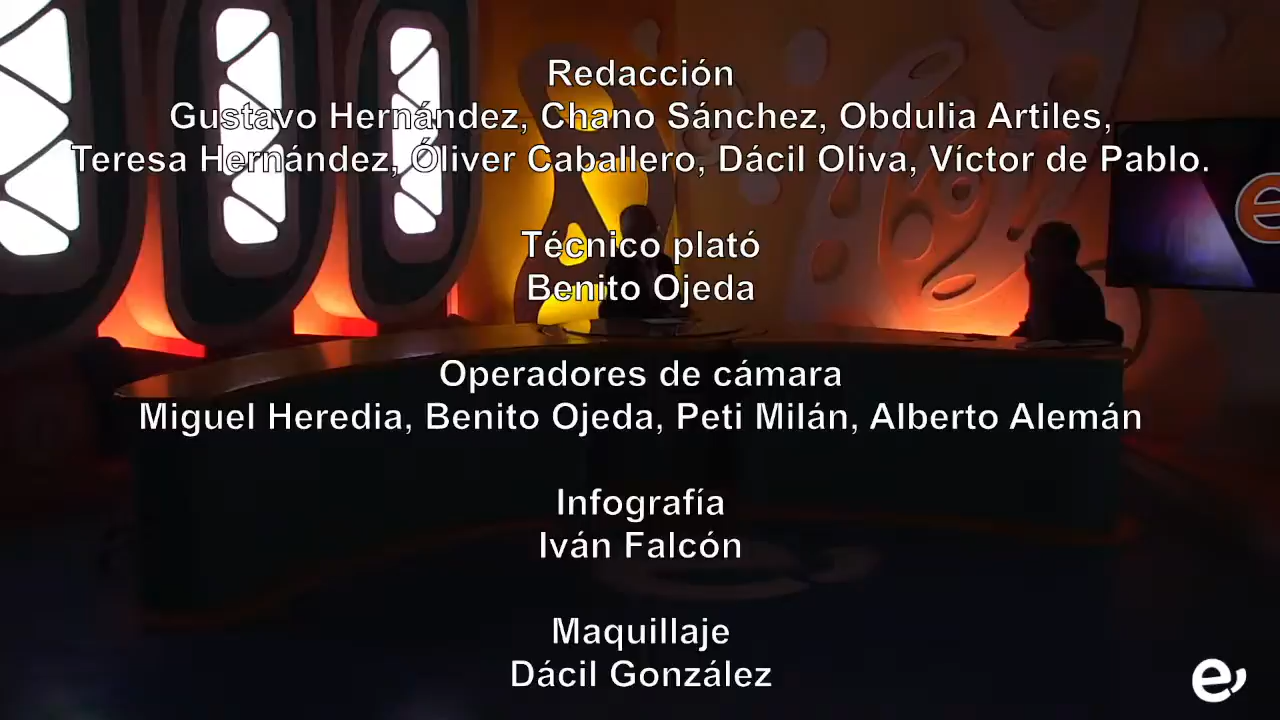 Redacción
Gustavo Hernández, Chano Sánchez, Obdulia Artiles,
Teresa Hernández, Óliver Caballero, Dácil Oliva, Víctor de Pablo.
Técnico plató
Benito Ojeda
Operadores de cámara
Miguel Heredia, Benito Ojeda, Peti Milán, Alberto Alemán
Infografía
Iván Falcón
Maquillaje
Dácil González
e